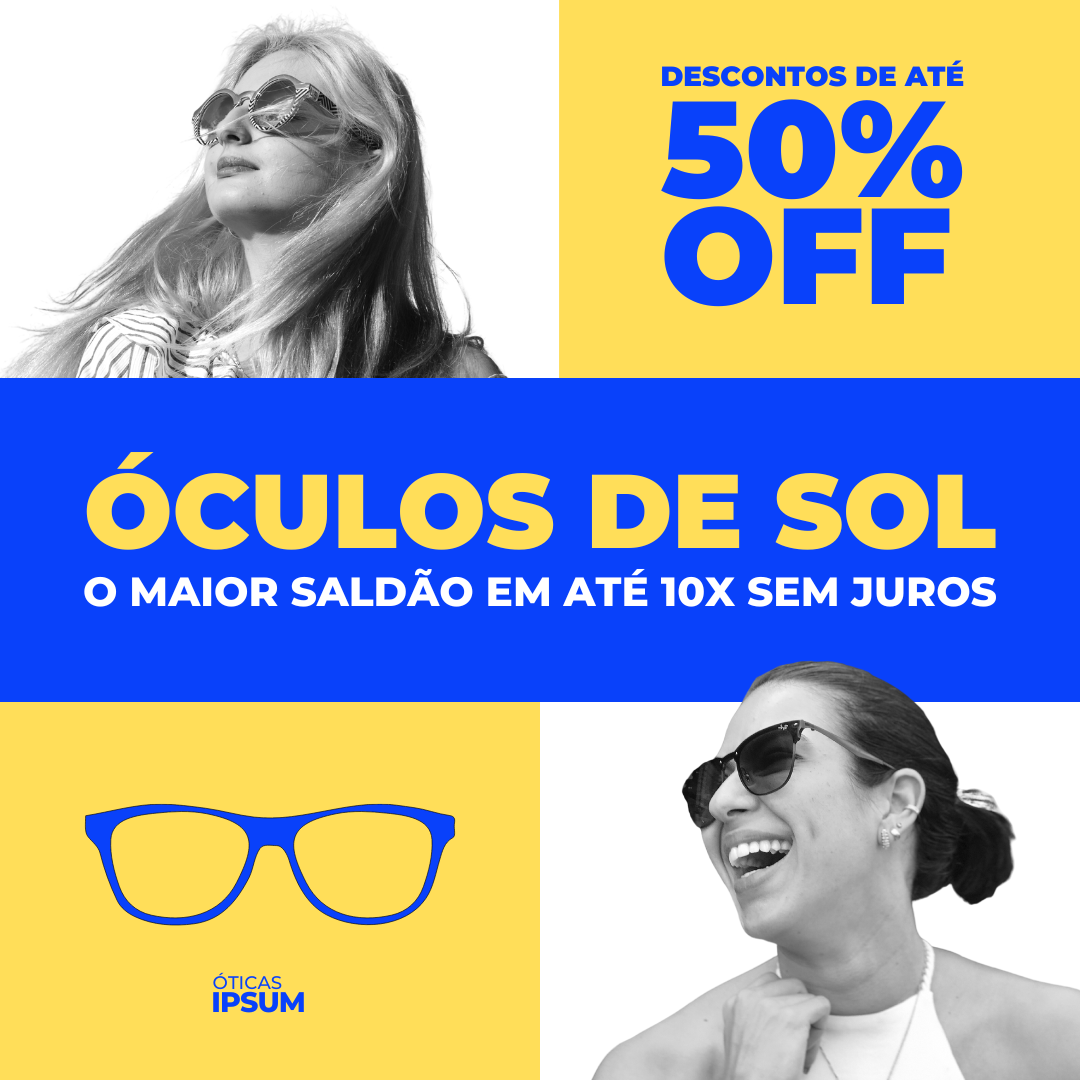 DESCONTOS DE ATÉ
50%
OFF
ÓCULOS DE SOL
O MAIOR SALDÃO EM ATÉ 10X SEM JUROS
ÓTICAS
IPSUM